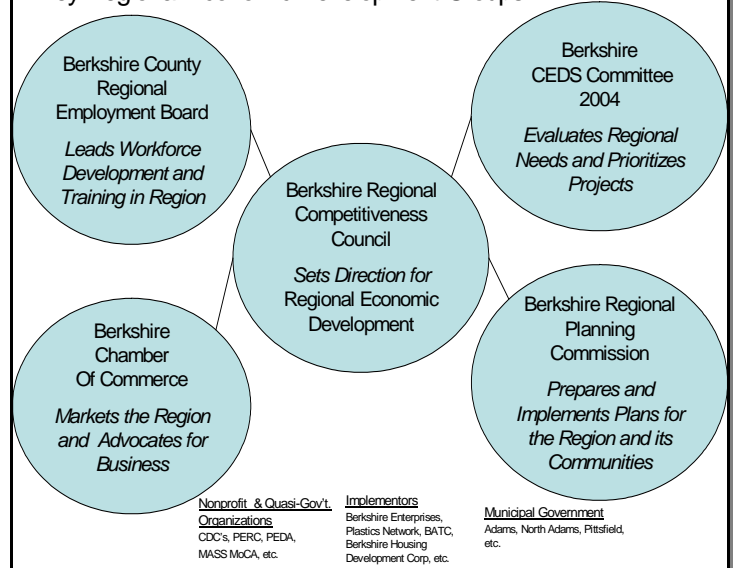 Berkshire County
Regional
Employment Board
Leads Workforce
Development and
Training in Region
Berkshire
CEDS Committee
2004
Evaluates Regional
Needs and Prioritizes
Projects
Berkshire Regional
Competitiveness
Council
Sets Direction for
Regional Economic
Development
Berkshire
Chamber
Of Commerce
Markets the Region
and Advocates for
Business
Berkshire Regional
Planning
Commission
Prepares and
Implements Plans for
the Region and its
Communities
Nonprofit & Quasi-Gov't.
Organizations
CDC's, PERC, PEDA,
MASS MoCA, etc.
Implementors
Berkshire Enterprises,
Plastics Network, BATC,
Berkshire Housing
Development Corp, etc.
Municipal Government
Adams, North Adams, Pittsfield,
etc.